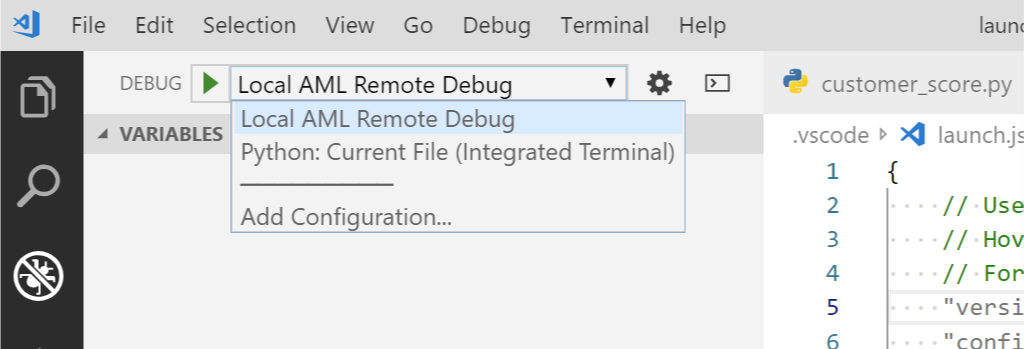 File Edit Selection View Go Debug Terminal Help laun
DEBUG Local AML Remote Debug
Local AML Remote Debug
Python: Current File (Integrated Terminal)
Add Configuration...
VARIABLES
customer_score.py
.vscode launch.js
1 {
2 // Use
3 // Hov
4 // For
5 "versi
6 "confi